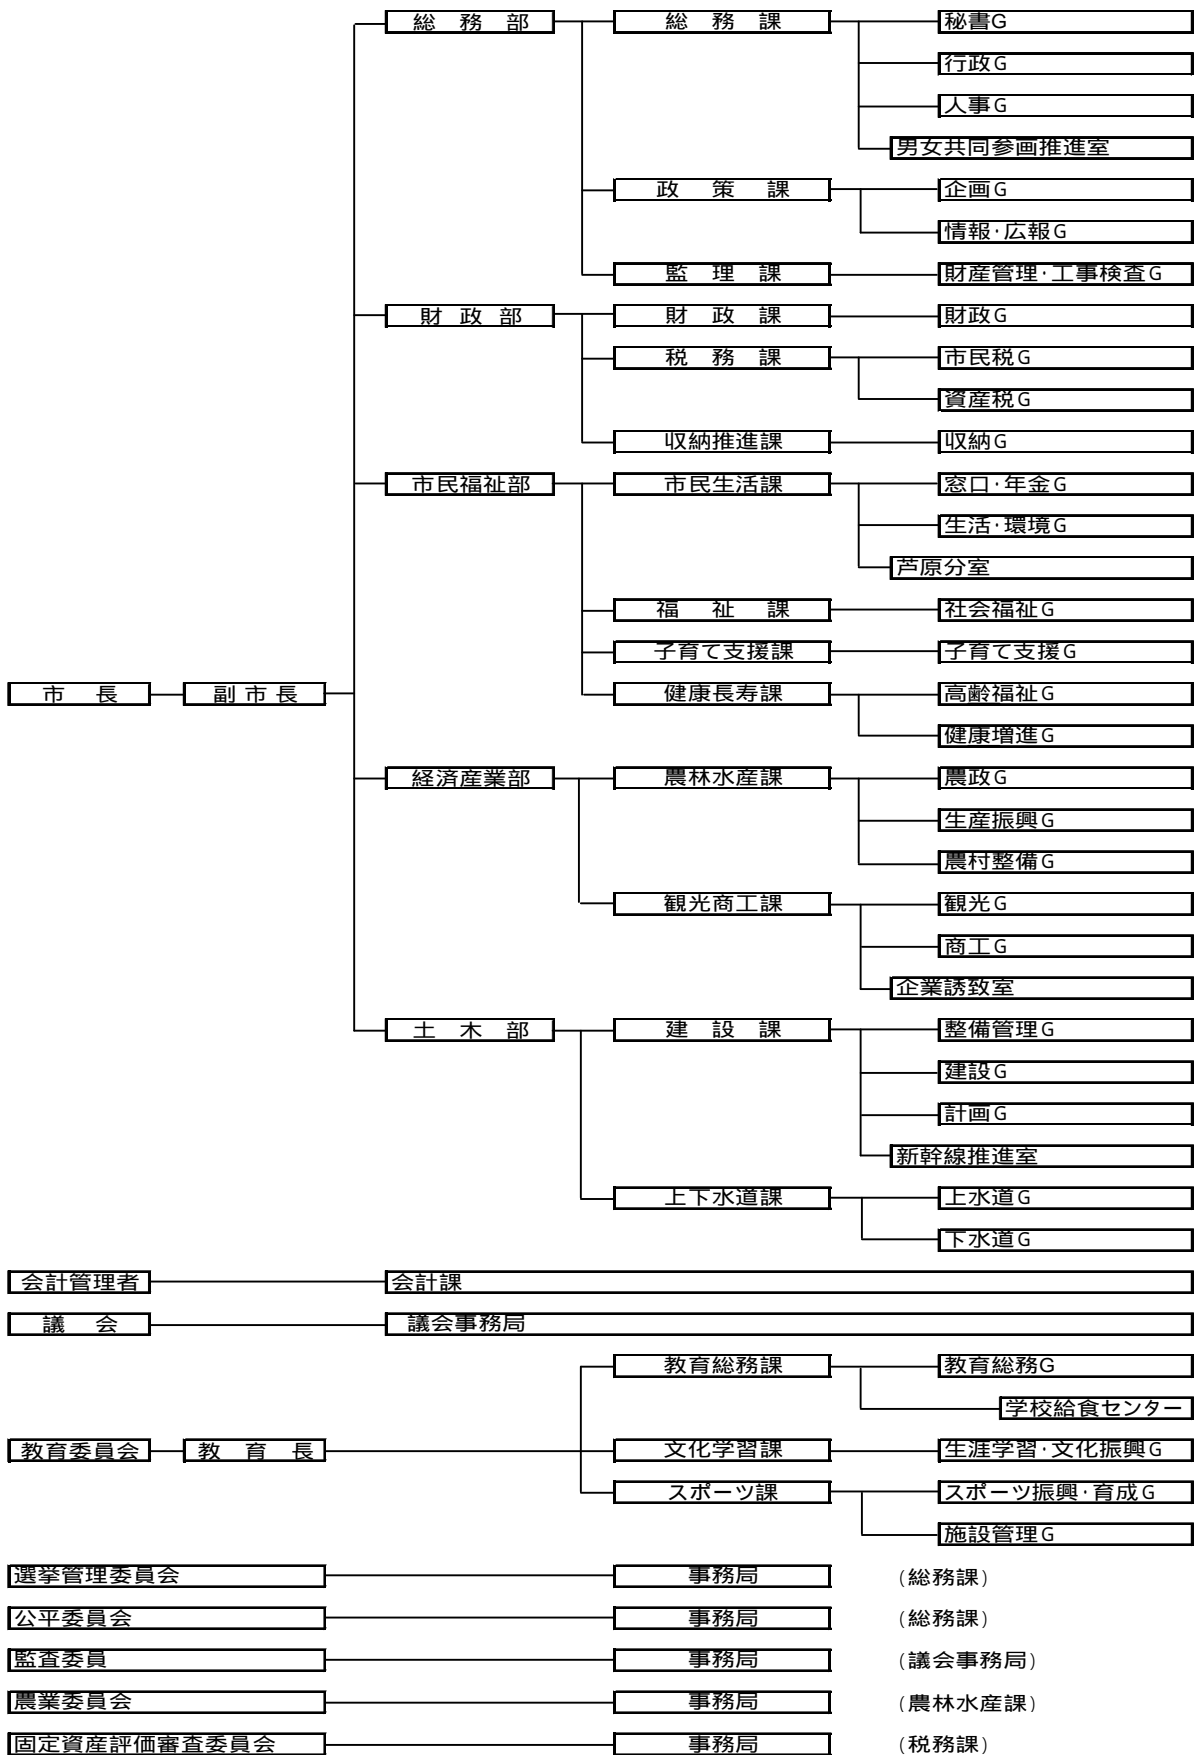 総務部 総務課 秘書G
行政G
人事G
男女共同参画推進室
政策課 企画G
情報･広報G
監理課 財産管理･工事検査G
財政部 財政課 財政G
税務課 市民税G
資産税G
収納推進課 収納G
市民福祉部 市民生活課 窓口･年金G
生活･環境G
芦原分室
福祉課 社会福祉G
子育て支援課 子育て支援G
市長 副市長 健康長寿課 高齢福祉G
健康増進G
経済産業部 農林水産課 農政G
生産振興G
農村整備G
観光商工課 観光G
商工G
企業誘致室
土木部 建設課 整備管理G
建設G
計画G
新幹線推進室
上下水道課 上水道G
下水道G
会計管理者 会計課
議会 議会事務局
教育総務課 教育総務G
学校給食センター
教育委員会 教育長 文化学習課 生涯学習･文化振興G
スポーツ課 スポーツ振興･育成G
施設管理G
選挙管理委員会 事務局 (総務課)
公平委員会 事務局 (総務課)
監査委員 事務局 (議会事務局)
農業委員会 事務局 (農林水産課)
固定資産評価審査委員会 事務局 (税務課)